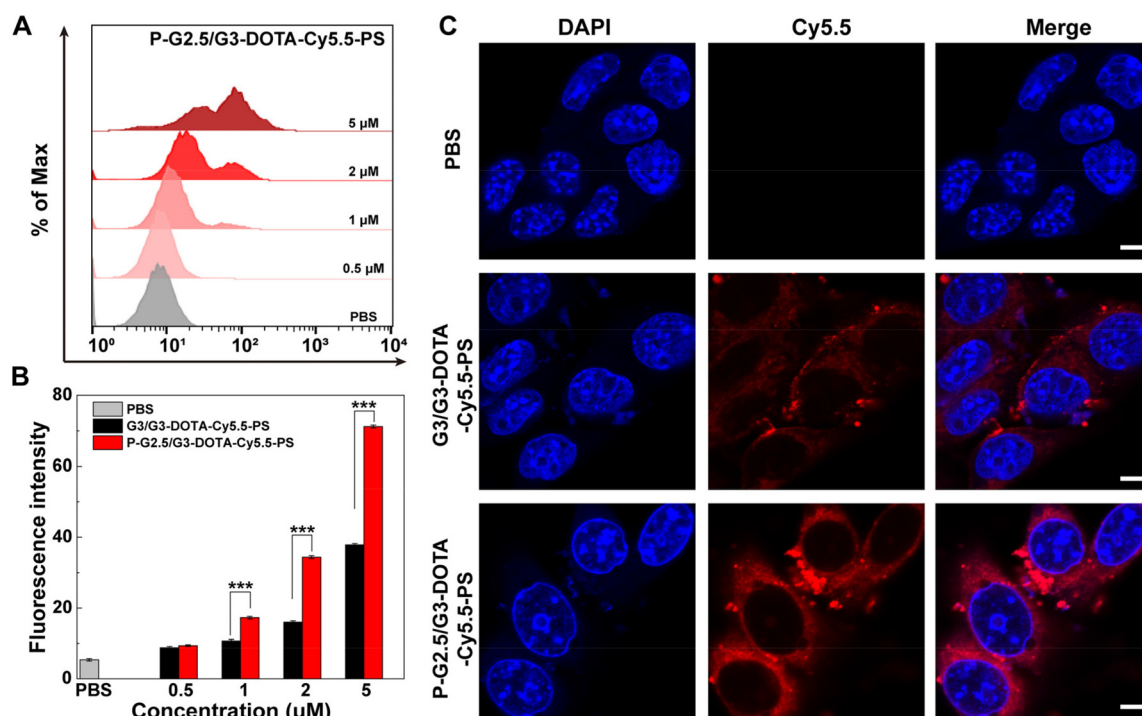 A
P-G2.5/G3-DOTA-Cy5.5-PS
5 μM
2 μM
1 μM
0.5 μM
PBS
% of Max
10⁰ 10¹ 10² 10³ 10⁴
B
80
60
40
20
0
Fluorescence intensity
PBS
G3/G3-DOTA-Cy5.5-PS
P-G2.5/G3-DOTA-Cy5.5-PS
***
***
***
PBS 0.5 1 2 5
Concentration (μM)
C
DAPI Cy5.5 Merge
PBS
G3/G3-DOTA
-Cy5.5-PS
P-G2.5/G3-DOTA
-Cy5.5-PS